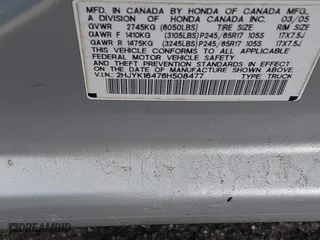 MFD. IN CANADA BY HONDA OF CANADA MFG.,
A DIVISION OF HONDA CANADA INC. 03/05
GVWR 2745KG (6050LBS) TIRE SIZE RIM SIZE
GAWR F 1410KG (3105LBS) P245/65R17 105S 17X7.5J
GAWR R 1475KG (3245LBS) P245/65R17 105S 17X7.5J
THIS VEHICLE CONFORMS TO ALL APPLICABLE
FEDERAL MOTOR VEHICLE
SAFETY STANDARDS IN EFFECT ON THE DATE OF
MANUFACTURE SHOWN ABOVE.
V.I.N.: 2HJYK16476H508477 TYPE: TRUCK
DREAMBID